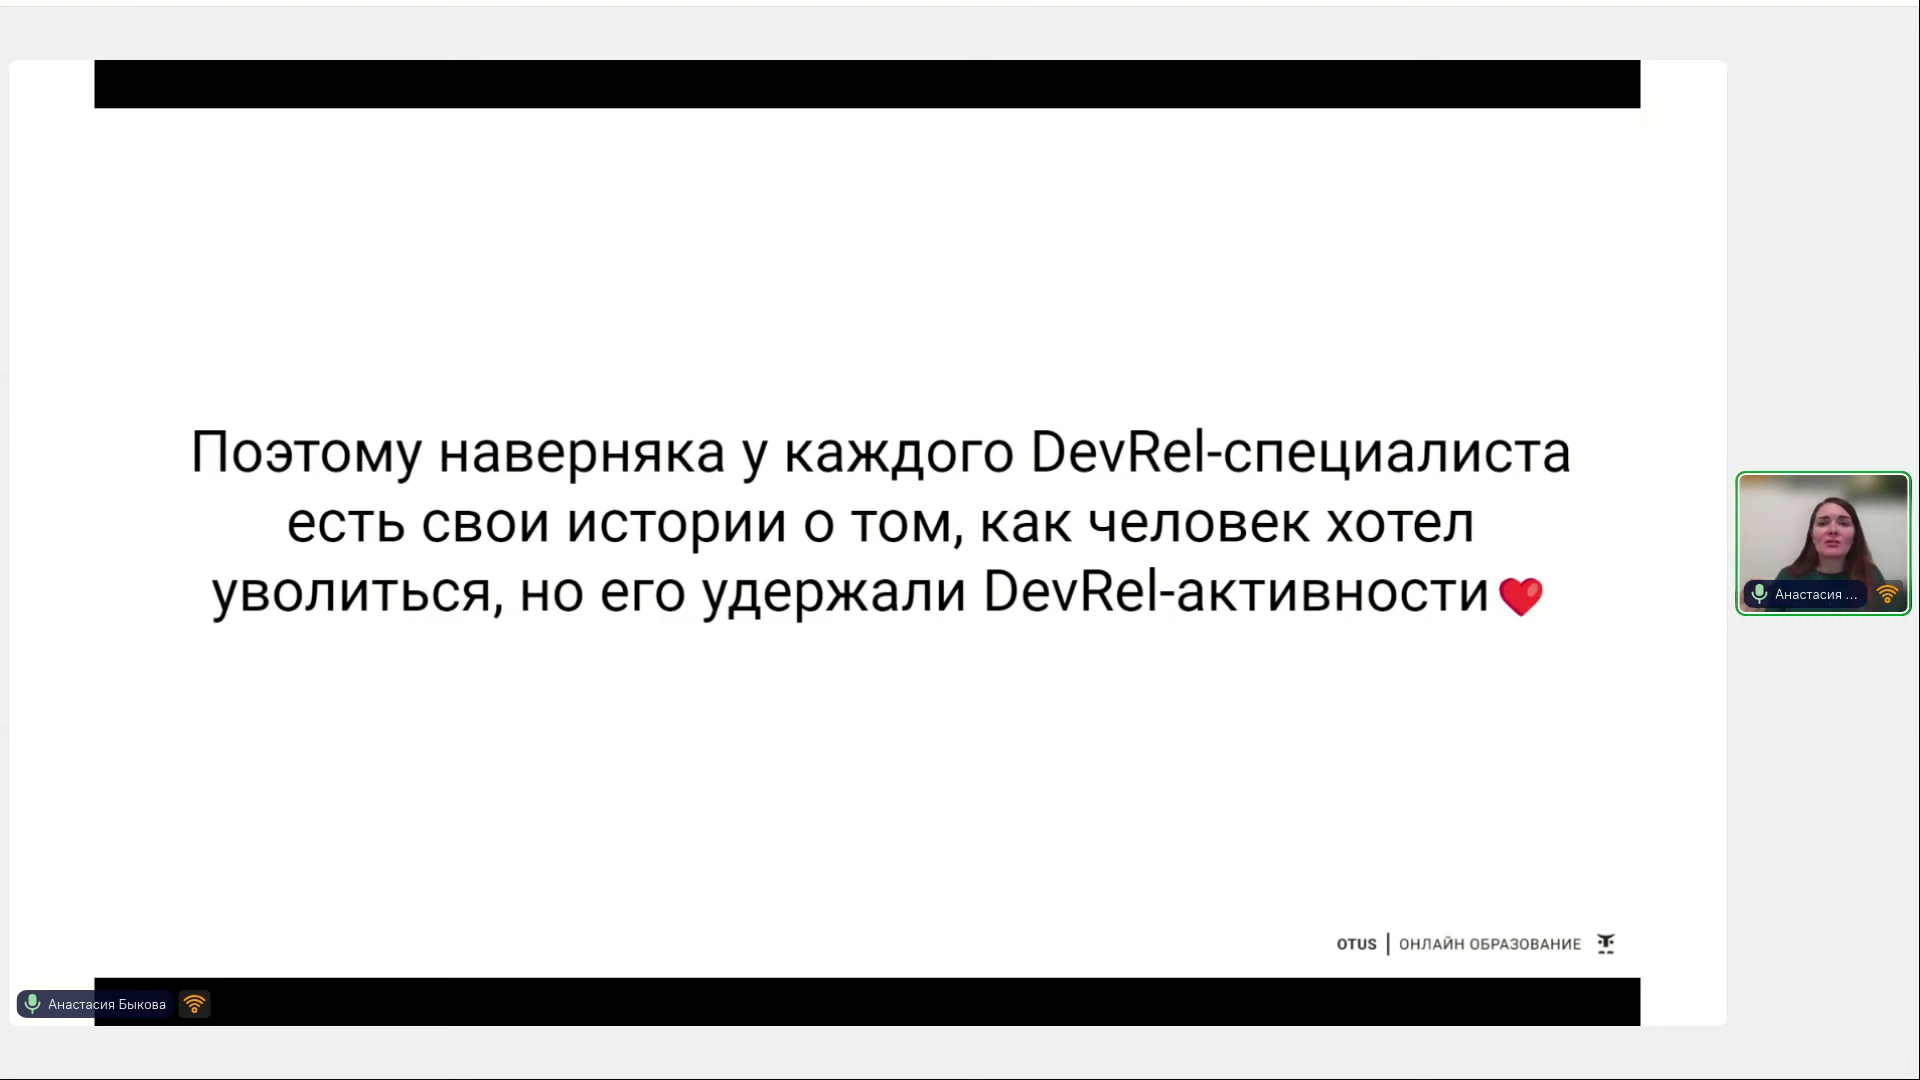 Поэтому наверняка у каждого DevRel-специалиста
есть свои истории о том, как человек хотел
уволиться, но его удержали DevRel-активности❤️
Анастасия ...
OTUS | ОНЛАЙН ОБРАЗОВАНИЕ
Анастасия Быкова